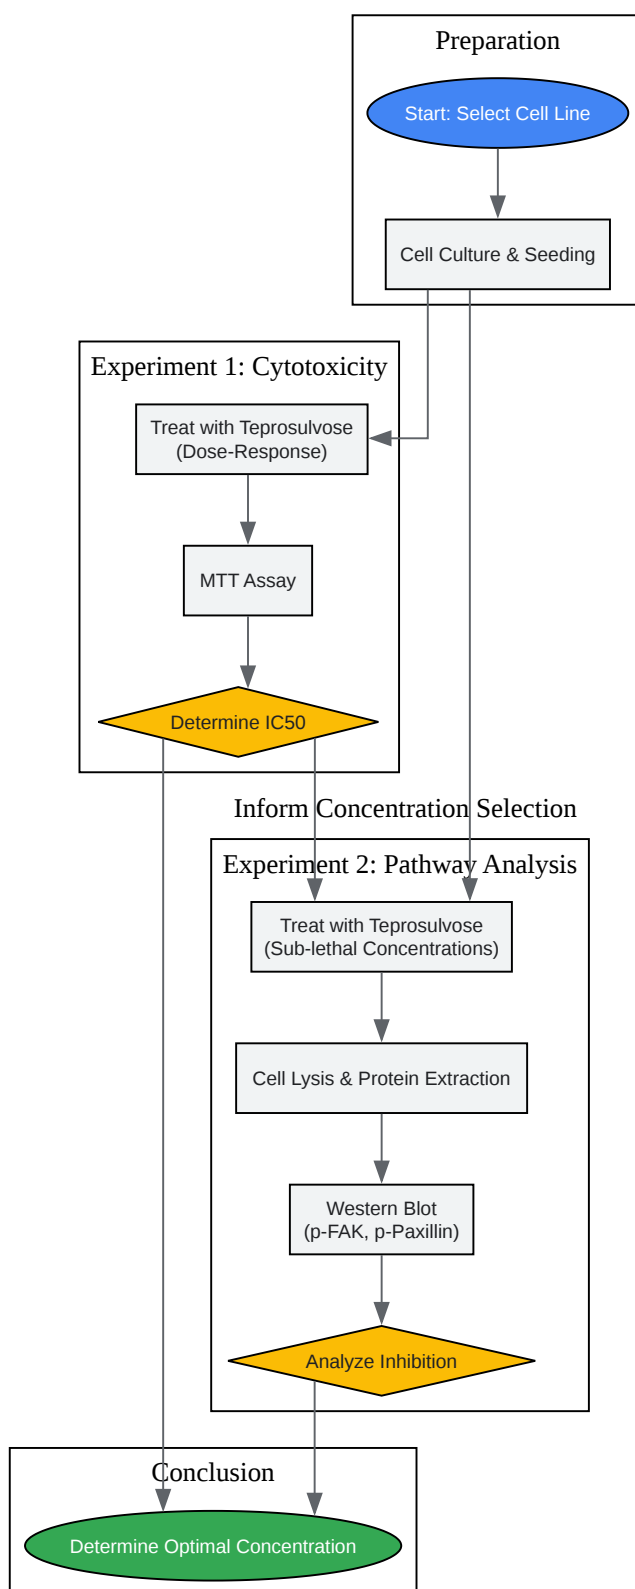 Preparation
Start: Select Cell Line
Cell Culture & Seeding
Experiment 1: Cytotoxicity
Treat with Teprosulvose
(Dose-Response)
MTT Assay
Determine IC50
Inform Concentration Selection
Experiment 2: Pathway Analysis
Treat with Teprosulvose
(Sub-lethal Concentrations)
Cell Lysis & Protein Extraction
Western Blot
(p-FAK, p-Paxillin)
Analyze Inhibition
Conclusion
Determine Optimal Concentration